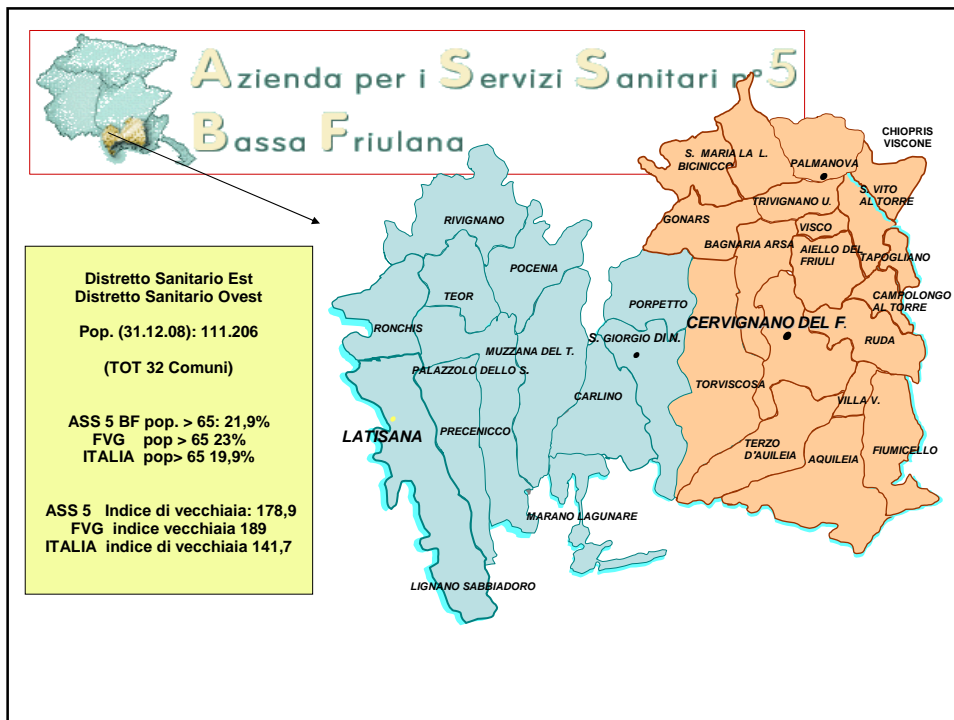 Azienda per i Servizi Sanitari n° 5
Bassa Friulana
CHIOPRIS
VISCONE
S. MARIA LA L.
BICINICCO
PALMANOVA
S. VITO
AL TORRE
TRIVIGNANO U.
GONARS
VISCO
BAGNARIA ARSA
AIELLO DEL
FRIULI
TAPOGLIANO
CAMPOLONGO
AL TORRE
CERVIGNANO DEL F.
RUDA
TORVISCOSA
VILLA V.
TERZO
D'AUILEIA
AQUILEIA
FIUMICELLO
RIVIGNANO
POCENIA
TEOR
PORPETTO
RONCHIS
S. GIORGIO DI N.
MUZZANA DEL T.
PALAZZOLO DELLO S.
CARLINO
LATISANA
PRECENICCO
MARANO LAGUNARE
LIGNANO SABBIADORO
Distretto Sanitario Est
Distretto Sanitario Ovest
Pop. (31.12.08): 111.206
(TOT 32 Comuni)
ASS 5 BF pop. > 65: 21,9%
FVG pop > 65 23%
ITALIA pop> 65 19,9%
ASS 5 Indice di vecchiaia: 178,9
FVG indice vecchiaia 189
ITALIA indice di vecchiaia 141,7